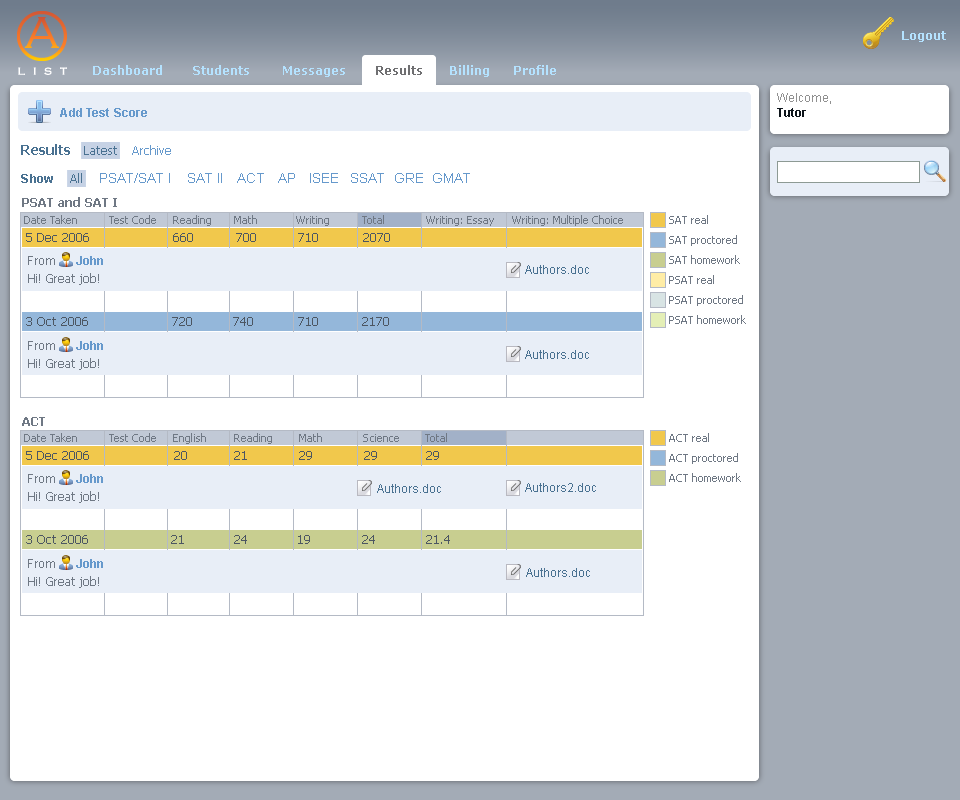 A
LIST
Dashboard Students Messages Results Billing Profile
Logout
Welcome,
Tutor
Add Test Score
Results Latest Archive
Show All PSAT/SAT I SAT II ACT AP ISEE SSAT GRE GMAT
PSAT and SAT I
Date Taken Test Code Reading Math Writing Total Writing: Essay Writing: Multiple Choice
5 Dec 2006 660 700 710 2070
From John
Hi! Great job!
Authors.doc
3 Oct 2006 720 740 710 2170
From John
Hi! Great job!
Authors.doc
SAT real
SAT proctored
SAT homework
PSAT real
PSAT proctored
PSAT homework
ACT
Date Taken Test Code English Reading Math Science Total
5 Dec 2006 20 21 29 29 29
From John
Hi! Great job!
Authors.doc Authors2.doc
3 Oct 2006 21 24 19 24 21.4
From John
Hi! Great job!
Authors.doc
ACT real
ACT proctored
ACT homework